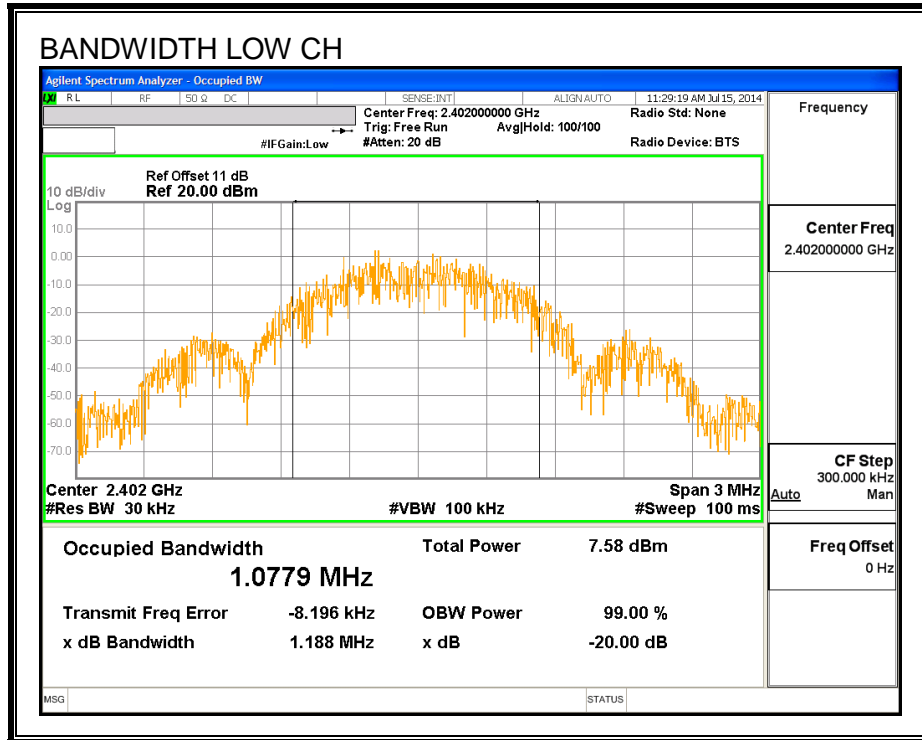 BANDWIDTH LOW CH
Agilent Spectrum Analyzer - Occupied BW
LXI RL RF 50 Ω DC SENSE:INT ALIGN AUTO 11:29:19 AM Jul 15, 2014
Center Freq: 2.402000000 GHz Radio Std: None
Trig: Free Run Avg|Hold: 100/100
#IFGain:Low #Atten: 20 dB Radio Device: BTS
Frequency
Ref Offset 11 dB
10 dB/div Ref 20.00 dBm
Log
10.0
0.00
-10.0
-20.0
-30.0
-40.0
-50.0
-60.0
-70.0
Center 2.402 GHz Span 3 MHz
#Res BW 30 kHz #VBW 100 kHz #Sweep 100 ms
Occupied Bandwidth Total Power 7.58 dBm
1.0779 MHz
Transmit Freq Error -8.196 kHz OBW Power 99.00 %
x dB Bandwidth 1.188 MHz x dB -20.00 dB
Center Freq
2.402000000 GHz
CF Step
300.000 kHz
Auto Man
Freq Offset
0 Hz
MSG STATUS